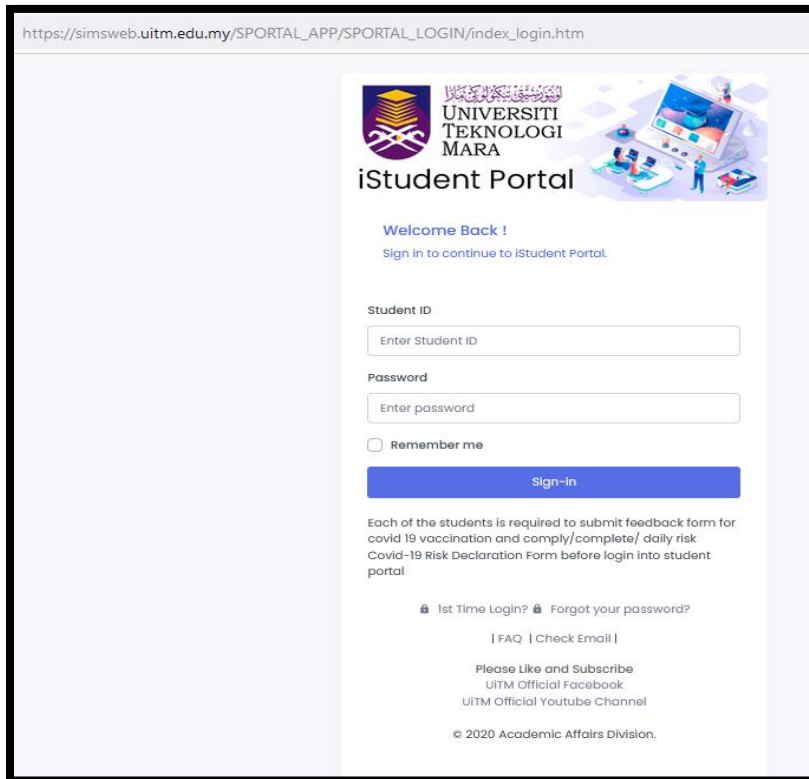 https://simsweb.uitm.edu.my/SPORTAL_APP/SPORTAL_LOGIN/index_login.htm
اونيۏرسيتي تيكنولوڬي مارا
UNIVERSITI
TEKNOLOGI
MARA
iStudent Portal
Welcome Back !
Sign in to continue to iStudent Portal.
Student ID
Enter Student ID
Password
Enter password
Remember me
Sign-In
Each of the students is required to submit feedback form for
covid 19 vaccination and comply/complete/ daily risk
Covid-19 Risk Declaration Form before login into student
portal
1st Time Login? Forgot your password?
| FAQ | Check Email |
Please Like and Subscribe
UiTM Official Facebook
UiTM Official Youtube Channel
© 2020 Academic Affairs Division.